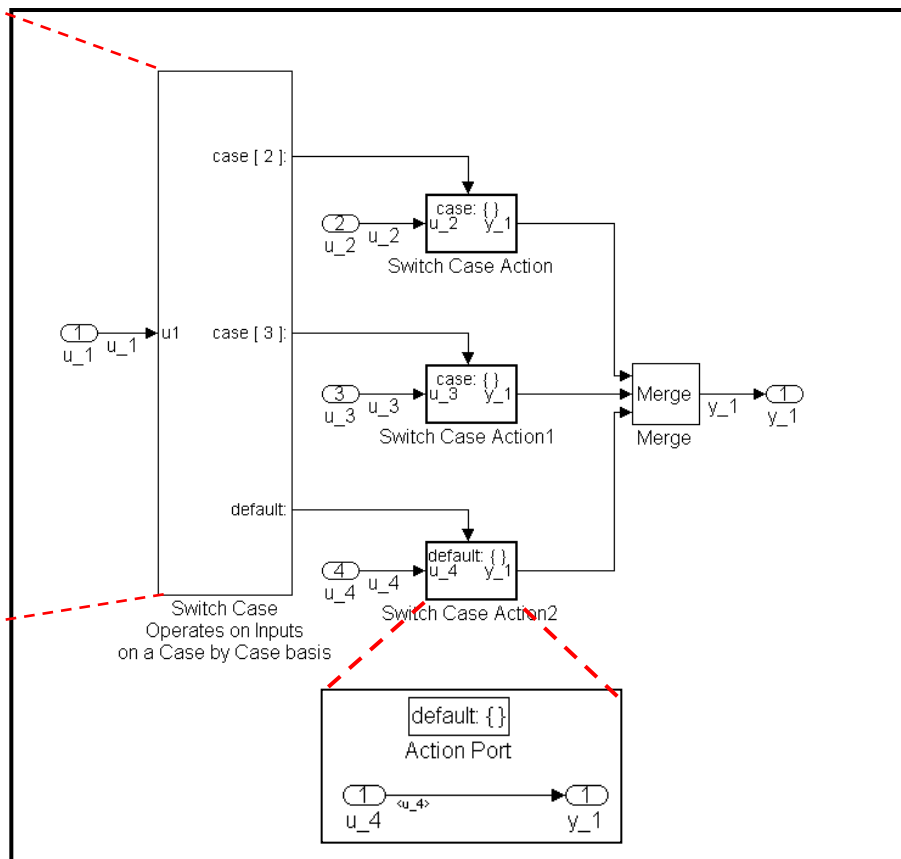 case [ 2 ]:
case: { }
2
u_2
u_2
u_2
y_1
Switch Case Action
1
u_1
u_1
u1
case [ 3 ]:
case: { }
3
u_3
u_3
u_3
y_1
Switch Case Action1
Merge
Merge
y_1
1
y_1
default:
default: { }
4
u_4
u_4
u_4
y_1
Switch Case Action2
Switch Case
Operates on Inputs
on a Case by Case basis
default: { }
Action Port
1
u_4
<u_4>
1
y_1